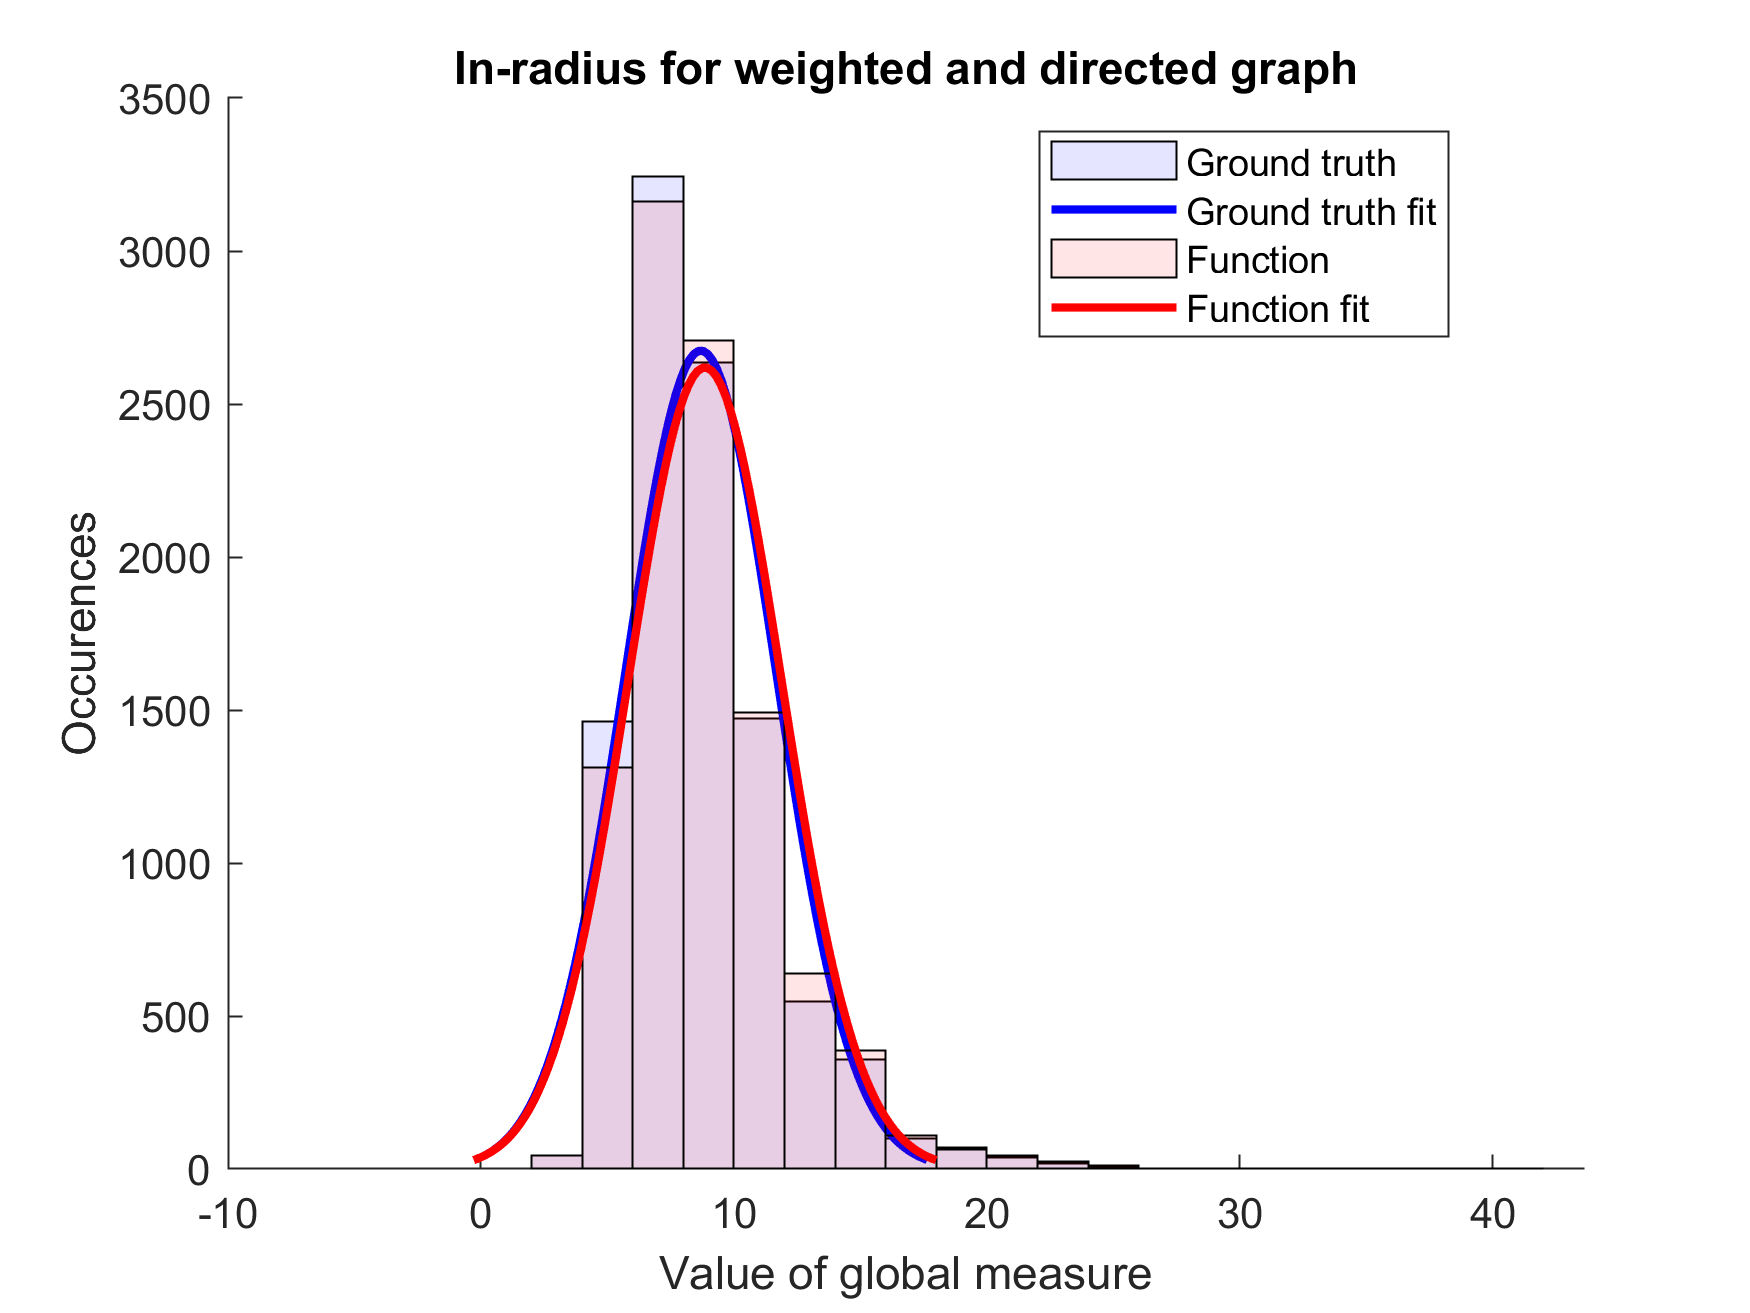 In-radius for weighted and directed graph
3500
3000
2500
2000
1500
1000
500
0
Occurences
Ground truth
Ground truth fit
Function
Function fit
-10 0 10 20 30 40
Value of global measure